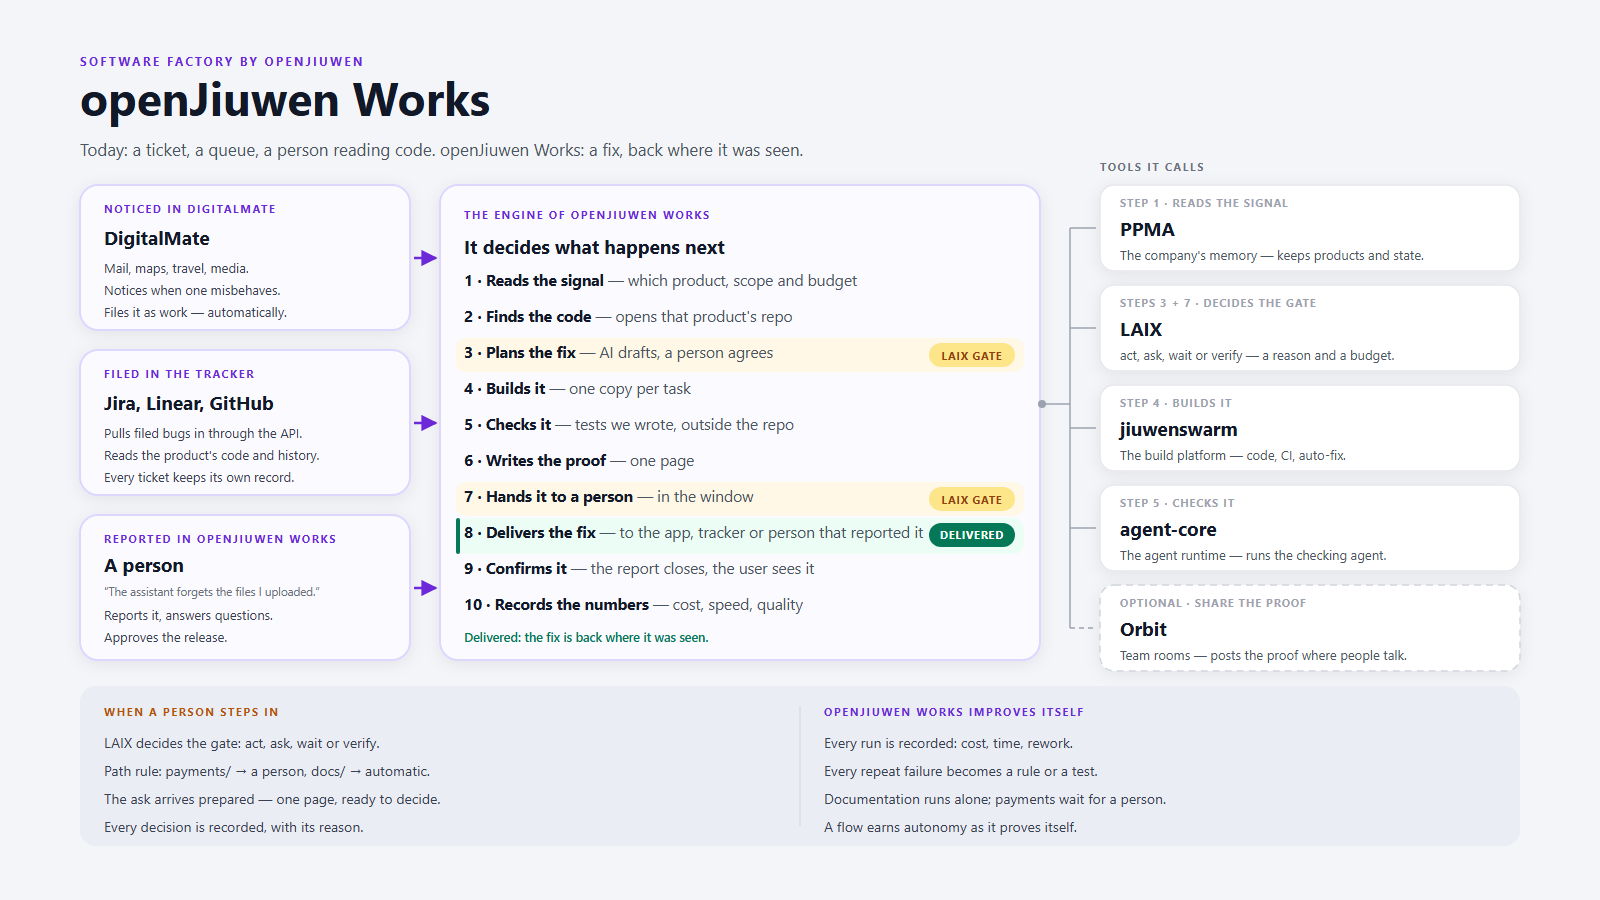 SOFTWARE FACTORY BY OPENJIUWEN
openJiuwen Works
Today: a ticket, a queue, a person reading code. openJiuwen Works: a fix, back where it was seen.
NOTICED IN DIGITALMATE
DigitalMate
Mail, maps, travel, media.
Notices when one misbehaves.
Files it as work — automatically.
FILED IN THE TRACKER
Jira, Linear, GitHub
Pulls filed bugs in through the API.
Reads the product's code and history.
Every ticket keeps its own record.
REPORTED IN OPENJIUWEN WORKS
A person
“The assistant forgets the files I uploaded.”
Reports it, answers questions.
Approves the release.
THE ENGINE OF OPENJIUWEN WORKS
It decides what happens next
1 · Reads the signal — which product, scope and budget
2 · Finds the code — opens that product's repo
3 · Plans the fix — AI drafts, a person agrees LAIX GATE
4 · Builds it — one copy per task
5 · Checks it — tests we wrote, outside the repo
6 · Writes the proof — one page
7 · Hands it to a person — in the window LAIX GATE
8 · Delivers the fix — to the app, tracker or person that reported it DELIVERED
9 · Confirms it — the report closes, the user sees it
10 · Records the numbers — cost, speed, quality
Delivered: the fix is back where it was seen.
TOOLS IT CALLS
STEP 1 · READS THE SIGNAL
PPMA
The company's memory — keeps products and state.
STEPS 3 + 7 · DECIDES THE GATE
LAIX
act, ask, wait or verify — a reason and a budget.
STEP 4 · BUILDS IT
jiuwenswarm
The build platform — code, CI, auto-fix.
STEP 5 · CHECKS IT
agent-core
The agent runtime — runs the checking agent.
OPTIONAL · SHARE THE PROOF
Orbit
Team rooms — posts the proof where people talk.
WHEN A PERSON STEPS IN
LAIX decides the gate: act, ask, wait or verify.
Path rule: payments/ → a person, docs/ → automatic.
The ask arrives prepared — one page, ready to decide.
Every decision is recorded, with its reason.
OPENJIUWEN WORKS IMPROVES ITSELF
Every run is recorded: cost, time, rework.
Every repeat failure becomes a rule or a test.
Documentation runs alone; payments wait for a person.
A flow earns autonomy as it proves itself.